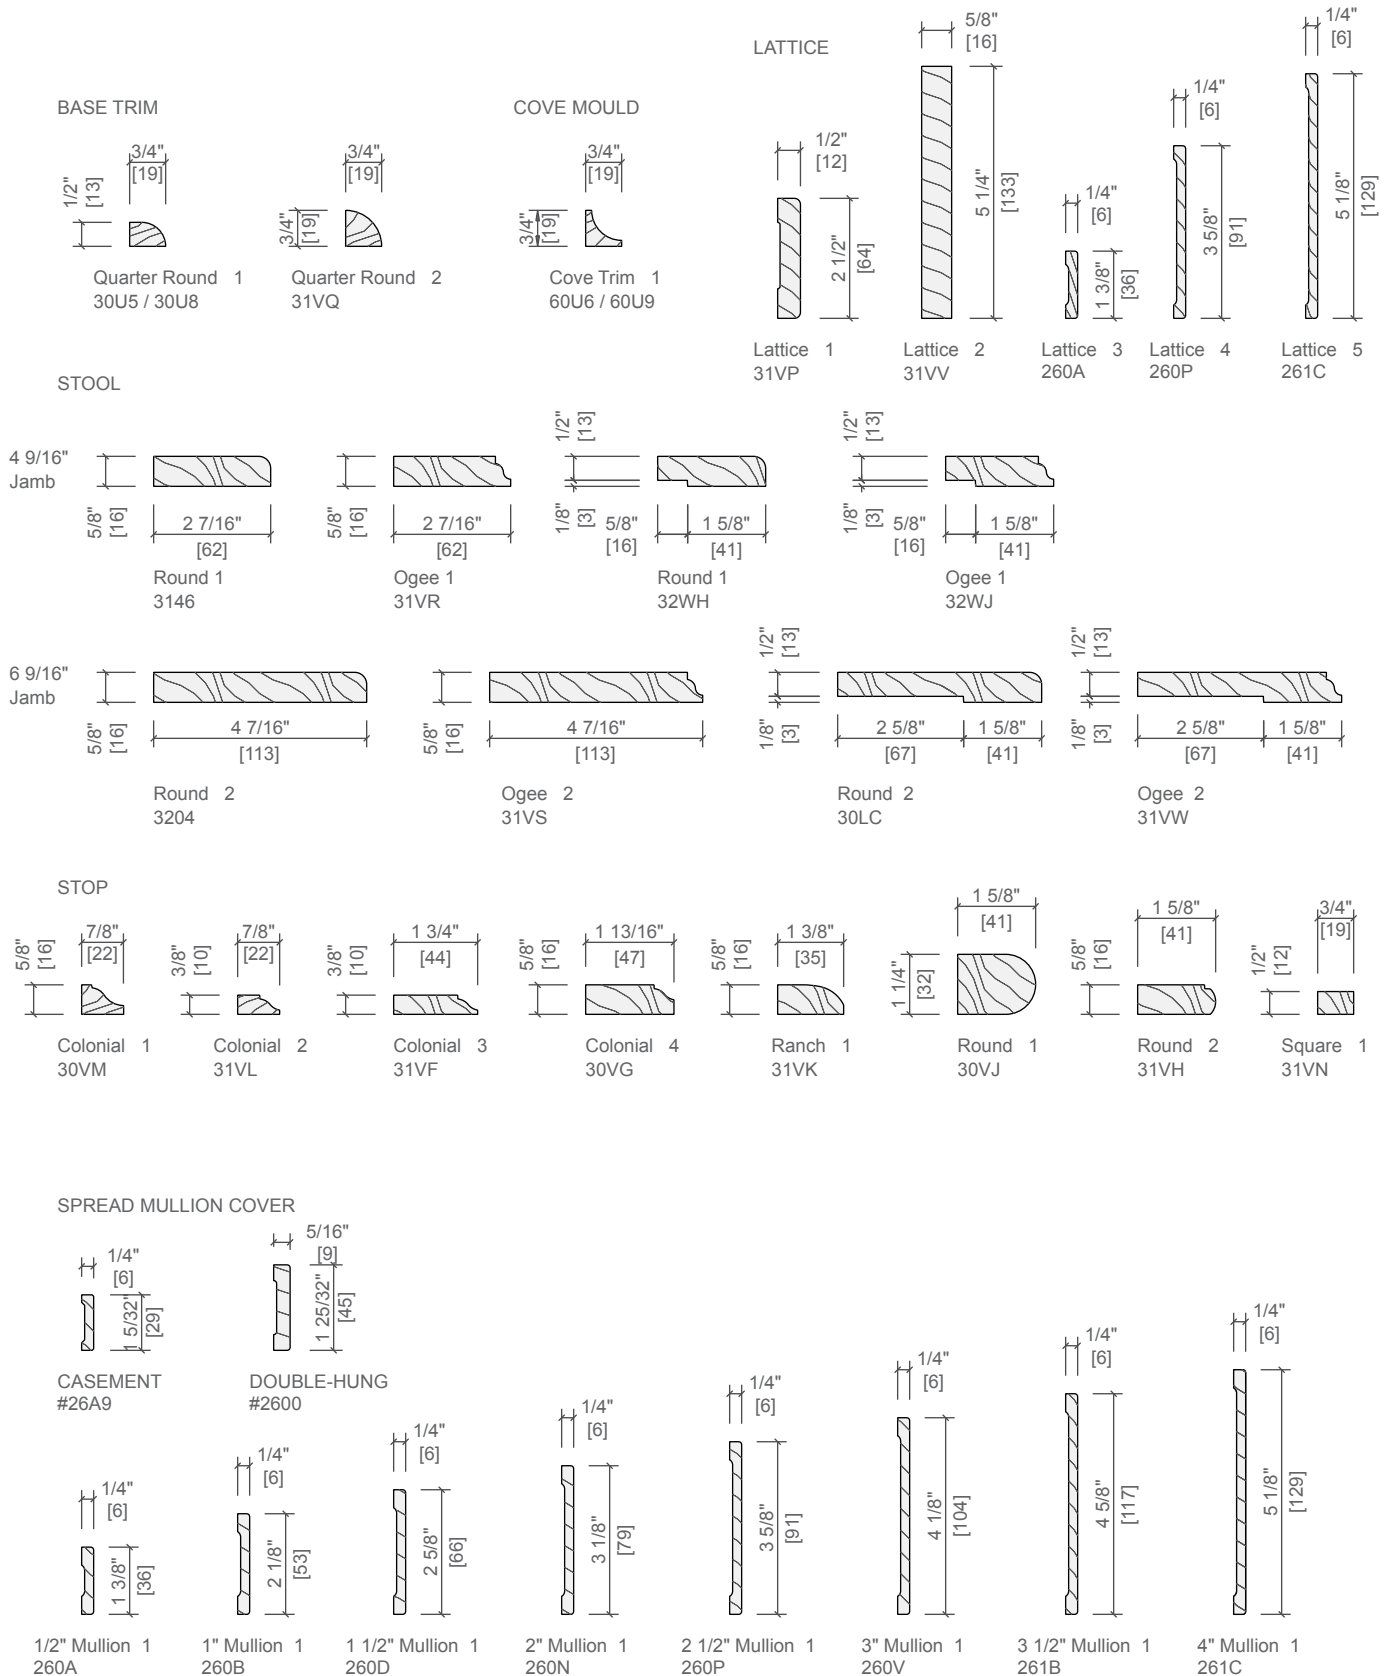 LATTICE
5/8"
[16]
1/4"
[6]
1/4"
[6]
BASE TRIM
COVE MOULD
3/4"
[19]
1/2"
[13]
3/4"
[19]
3/4"
[19]
3/4"
[19]
3/4"
[19]
1/2"
[12]
2 1/2"
[64]
5 1/4"
[133]
1/4"
[6]
1 3/8"
[36]
3 5/8"
[91]
5 1/8"
[129]
Quarter Round 1
30U5 / 30U8
Quarter Round 2
31VQ
Cove Trim 1
60U6 / 60U9
Lattice 1
31VP
Lattice 2
31VV
Lattice 3
260A
Lattice 4
260P
Lattice 5
261C
STOOL
4 9/16"
Jamb
5/8"
[16]
2 7/16"
[62]
Round 1
3146
5/8"
[16]
2 7/16"
[62]
Ogee 1
31VR
1/2"
[13]
1/8"
[3]
5/8"
[16]
1 5/8"
[41]
Round 1
32WH
1/2"
[13]
1/8"
[3]
5/8"
[16]
1 5/8"
[41]
Ogee 1
32WJ
6 9/16"
Jamb
5/8"
[16]
4 7/16"
[113]
Round 2
3204
5/8"
[16]
4 7/16"
[113]
Ogee 2
31VS
1/2"
[13]
1/8"
[3]
2 5/8"
[67]
1 5/8"
[41]
Round 2
30LC
1/2"
[13]
1/8"
[3]
2 5/8"
[67]
1 5/8"
[41]
Ogee 2
31VW
STOP
5/8"
[16]
7/8"
[22]
Colonial 1
30VM
3/8"
[10]
7/8"
[22]
Colonial 2
31VL
3/8"
[10]
1 3/4"
[44]
Colonial 3
31VF
5/8"
[16]
1 13/16"
[47]
Colonial 4
30VG
5/8"
[16]
1 3/8"
[35]
Ranch 1
31VK
1 5/8"
[41]
1 1/4"
[32]
Round 1
30VJ
5/8"
[16]
1 5/8"
[41]
Round 2
31VH
1/2"
[12]
3/4"
[19]
Square 1
31VN
SPREAD MULLION COVER
1/4"
[6]
1 5/32"
[29]
CASEMENT
#26A9
5/16"
[9]
1 25/32"
[45]
DOUBLE-HUNG
#2600
1/4"
[6]
1 3/8"
[36]
1/2" Mullion 1
260A
1/4"
[6]
2 1/8"
[53]
1" Mullion 1
260B
1/4"
[6]
2 5/8"
[66]
1 1/2" Mullion 1
260D
1/4"
[6]
3 1/8"
[79]
2" Mullion 1
260N
1/4"
[6]
3 5/8"
[91]
2 1/2" Mullion 1
260P
1/4"
[6]
4 1/8"
[104]
3" Mullion 1
260V
1/4"
[6]
4 5/8"
[117]
3 1/2" Mullion 1
261B
1/4"
[6]
5 1/8"
[129]
4" Mullion 1
261C